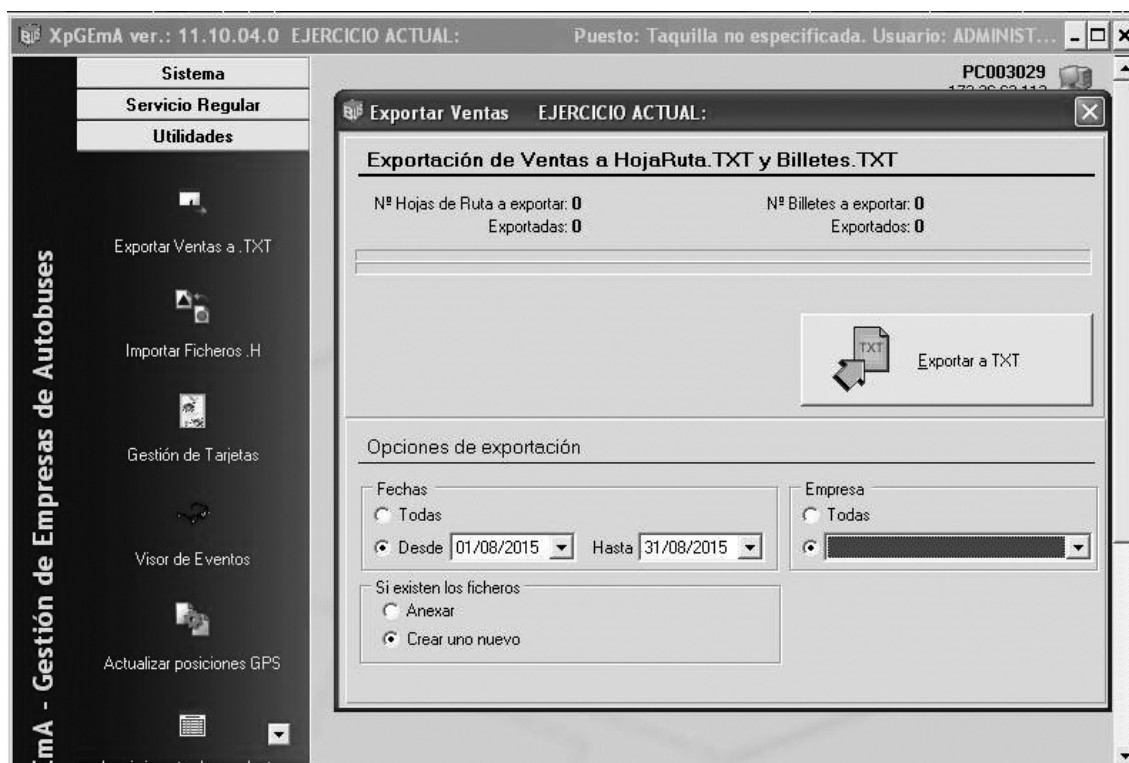 XpGEmA ver.: 11.10.04.0 EJERCICIO ACTUAL: Puesto: Taquilla no especificada. Usuario: ADMINIST...
Sistema
Servicio Regular
Utilidades
Exportar Ventas a .TXT
Importar Ficheros .H
Gestión de Tarjetas
Visor de Eventos
Actualizar posiciones GPS
EmA - Gestión de Empresas de Autobuses
PC003029
Exportar Ventas EJERCICIO ACTUAL:
Exportación de Ventas a HojaRuta.TXT y Billetes.TXT
Nº Hojas de Ruta a exportar: 0 Nº Billetes a exportar: 0
Exportadas: 0 Exportados: 0
TXT
Exportar a TXT
Opciones de exportación
Fechas
Todas
Desde 01/08/2015 Hasta 31/08/2015
Empresa
Todas
Si existen los ficheros
Anexar
Crear uno nuevo